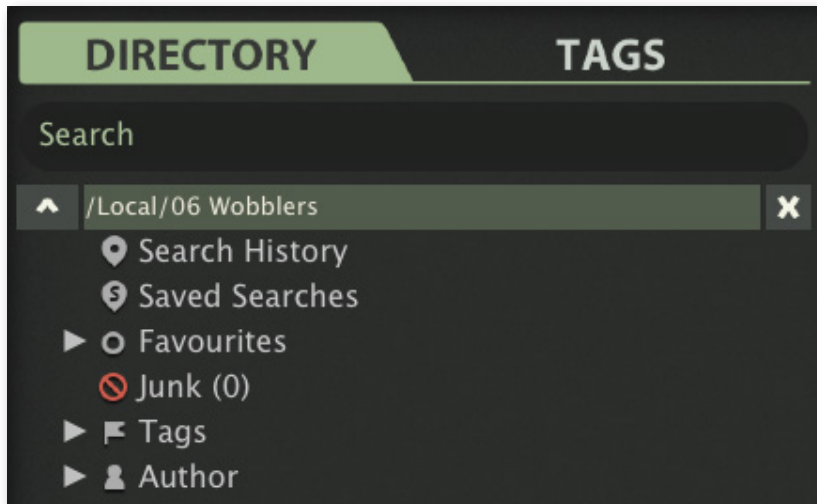 DIRECTORY TAGS
Search
/Local/06 Wobblers
Search History
Saved Searches
Favourites
Junk (0)
Tags
Author